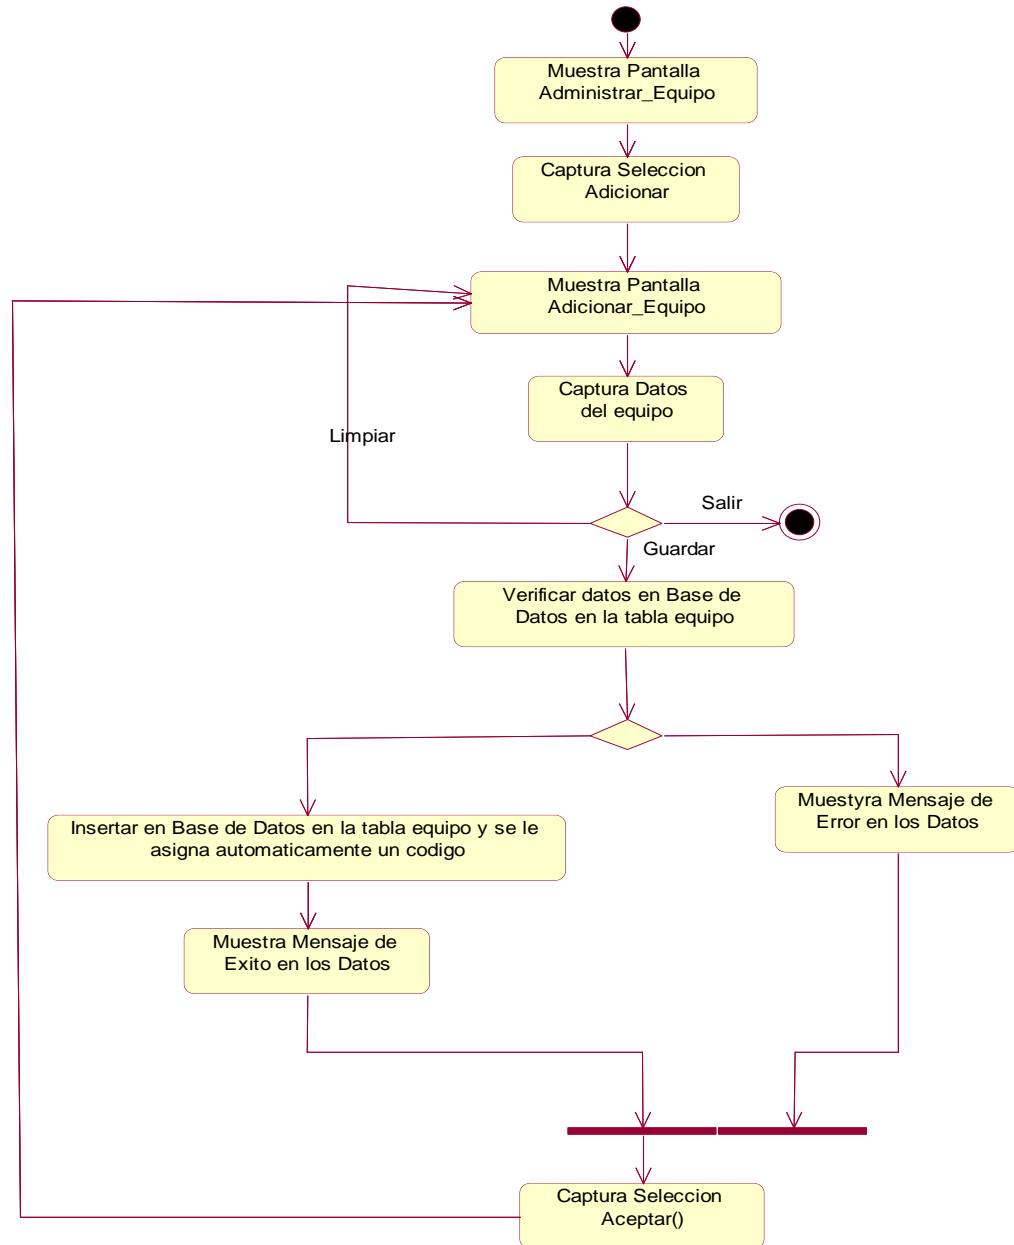 Muestra Pantalla
Administrar_Equipo
Captura Seleccion
Adicionar
Muestra Pantalla
Adicionar_Equipo
Captura Datos
del equipo
Limpiar
Salir
Guardar
Verificar datos en Base de
Datos en la tabla equipo
Insertar en Base de Datos en la tabla equipo y se le
asigna automaticamente un codigo
Muestyra Mensaje de
Error en los Datos
Muestra Mensaje de
Exito en los Datos
Captura Seleccion
Aceptar()